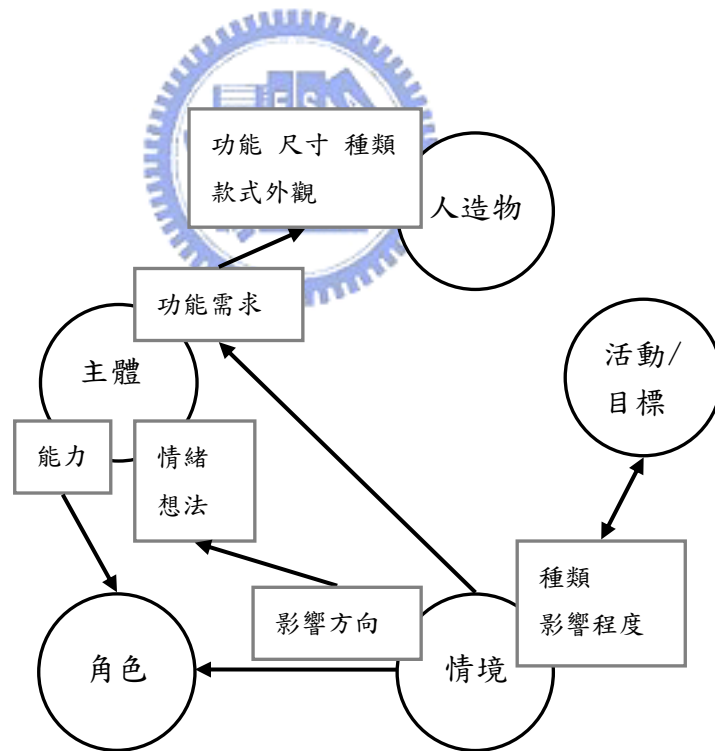 功能 尺寸 種類
款式外觀
人造物
功能需求
主體
活動/
目標
能力
情緒
想法
種類
影響程度
影響方向
角色
情境